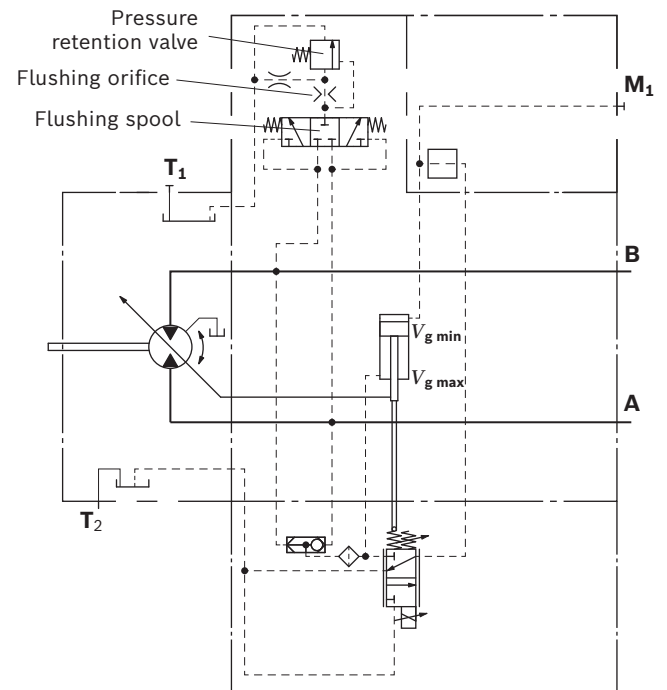 Pressure
retention valve
Flushing orifice
Flushing spool
M1
T1
B
Vg min
Vg max
A
T2